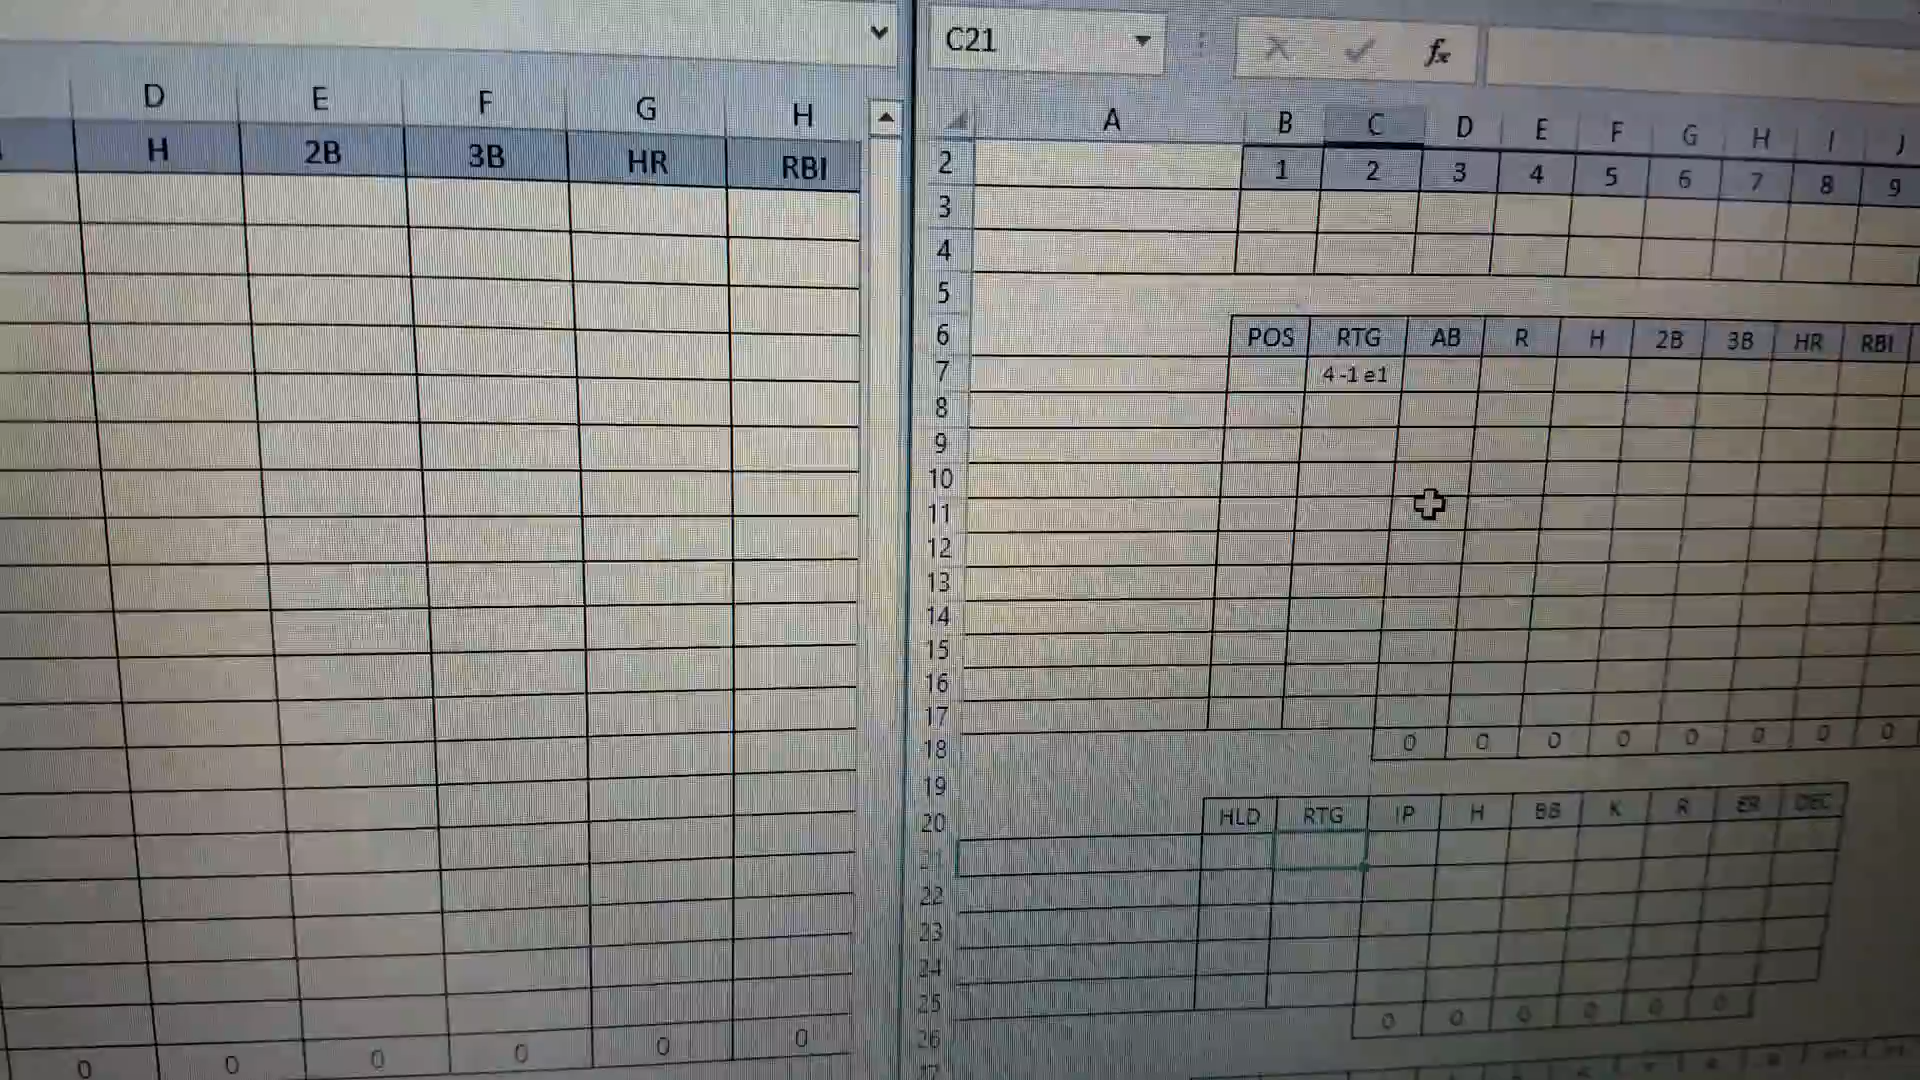 D E F G H
H 2B 3B HR RBI
0 0 0 0 0 0
C21 fx
A B C D E F G H I J
2 1 2 3 4 5 6 7 8 9
3
4
5
6 POS RTG AB R H 2B 3B HR RBI
7 4 -1 e1
8
9
10
11
12
13
14
15
16
17
18 0 0 0 0 0 0 0 0
19
20 HLD RTG IP H BB K R ER DEC
21
22
23
24
25
26 0 0 0 0 0 0